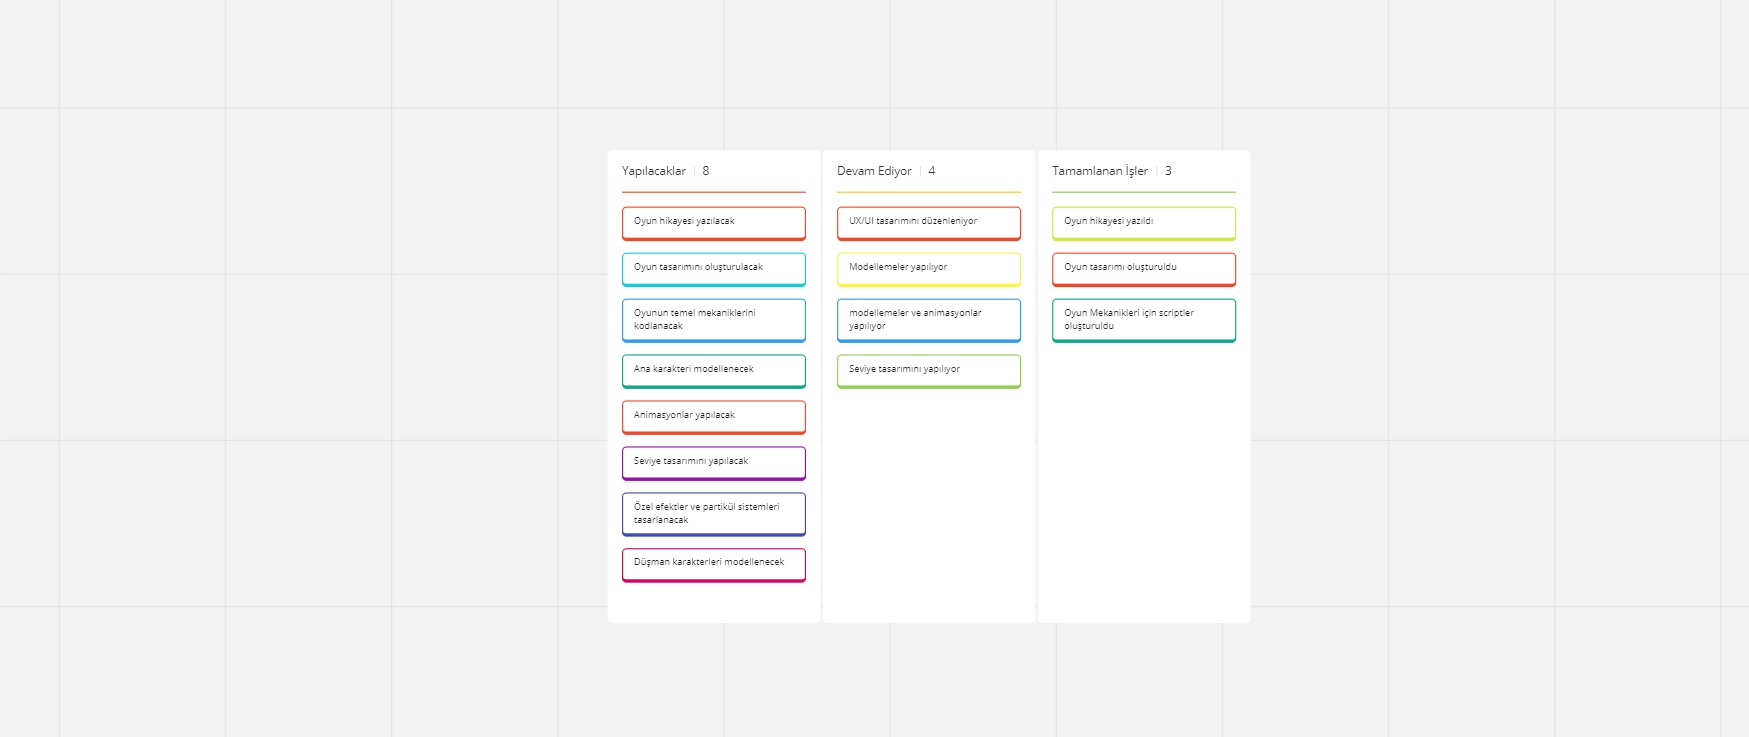 Yapılacaklar | 8
Oyun hikayesi yazılacak
Oyun tasarımını oluşturulacak
Oyunun temel mekaniklerini
kodlanacak
Ana karakteri modellenecek
Animasyonlar yapılacak
Seviye tasarımını yapılacak
Özel efektler ve partikül sistemleri
tasarlanacak
Düşman karakterleri modellenecek
Devam Ediyor | 4
UX/UI tasarımını düzenleniyor
Modellemeler yapılıyor
modellemeler ve animasyonlar
yapılıyor
Seviye tasarımını yapılıyor
Tamamlanan İşler | 3
Oyun hikayesi yazıldı
Oyun tasarımı oluşturuldu
Oyun Mekanikleri için scriptler
oluşturuldu